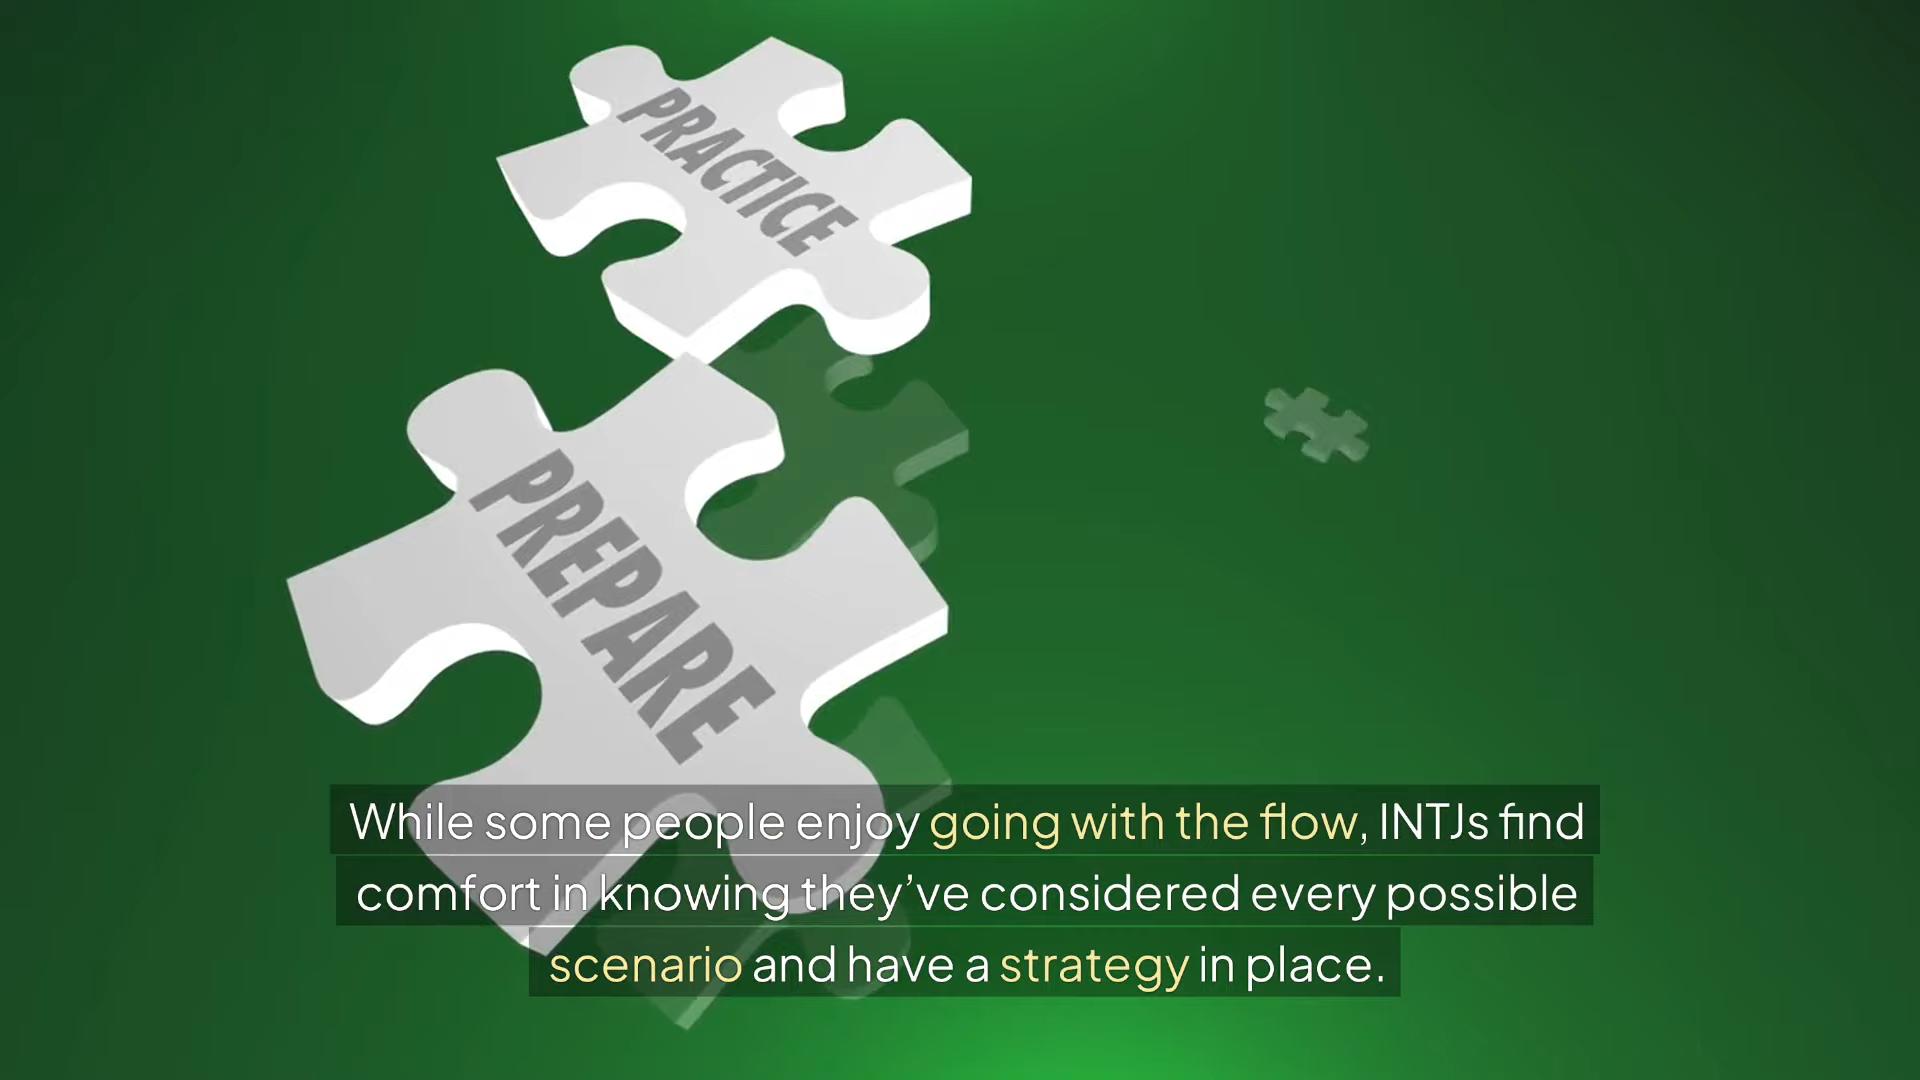 PRACTICE
PREPARE
While some people enjoy going with the flow, INTJs find
comfort in knowing they’ve considered every possible
scenario and have a strategy in place.